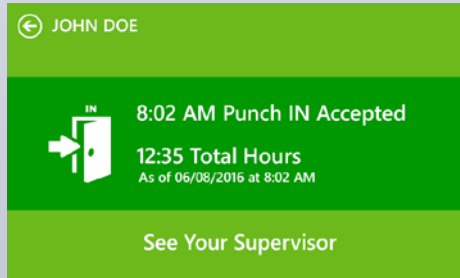 JOHN DOE
IN
8:02 AM Punch IN Accepted
12:35 Total Hours
As of 06/08/2016 at 8:02 AM
See Your Supervisor